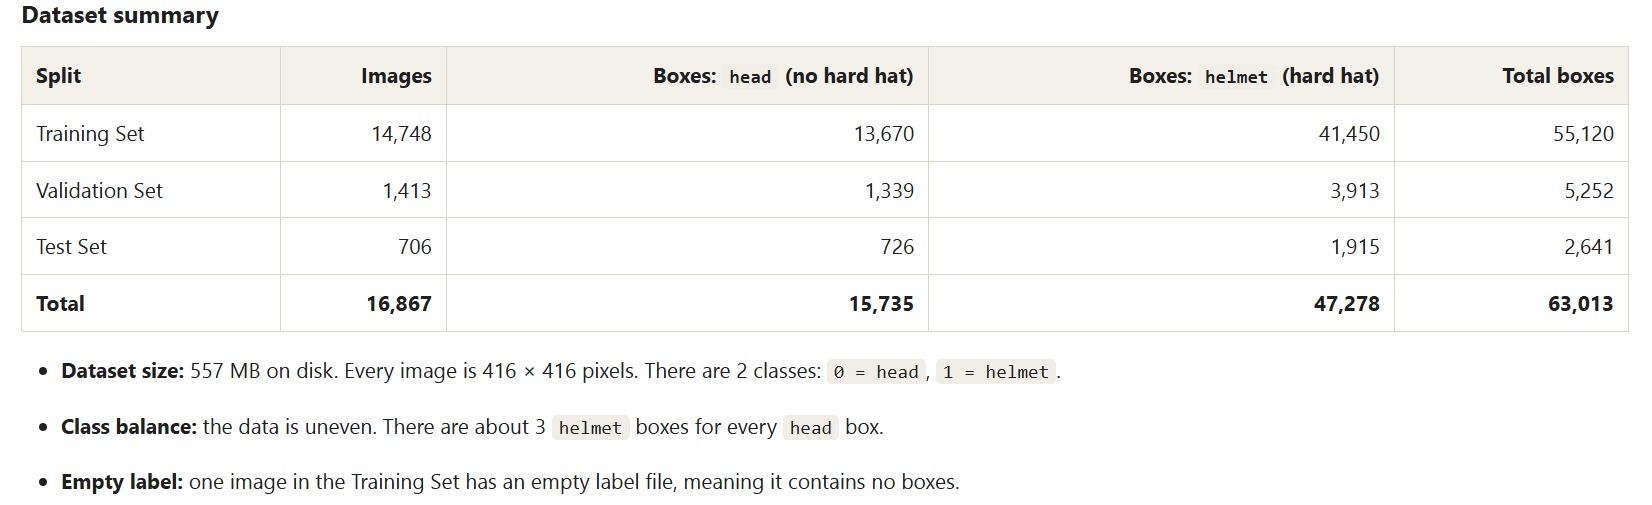 Dataset summary
Split Images Boxes: head (no hard hat) Boxes: helmet (hard hat) Total boxes
Training Set 14,748 13,670 41,450 55,120
Validation Set 1,413 1,339 3,913 5,252
Test Set 706 726 1,915 2,641
Total 16,867 15,735 47,278 63,013
• Dataset size: 557 MB on disk. Every image is 416 × 416 pixels. There are 2 classes: 0 = head, 1 = helmet.
• Class balance: the data is uneven. There are about 3 helmet boxes for every head box.
• Empty label: one image in the Training Set has an empty label file, meaning it contains no boxes.